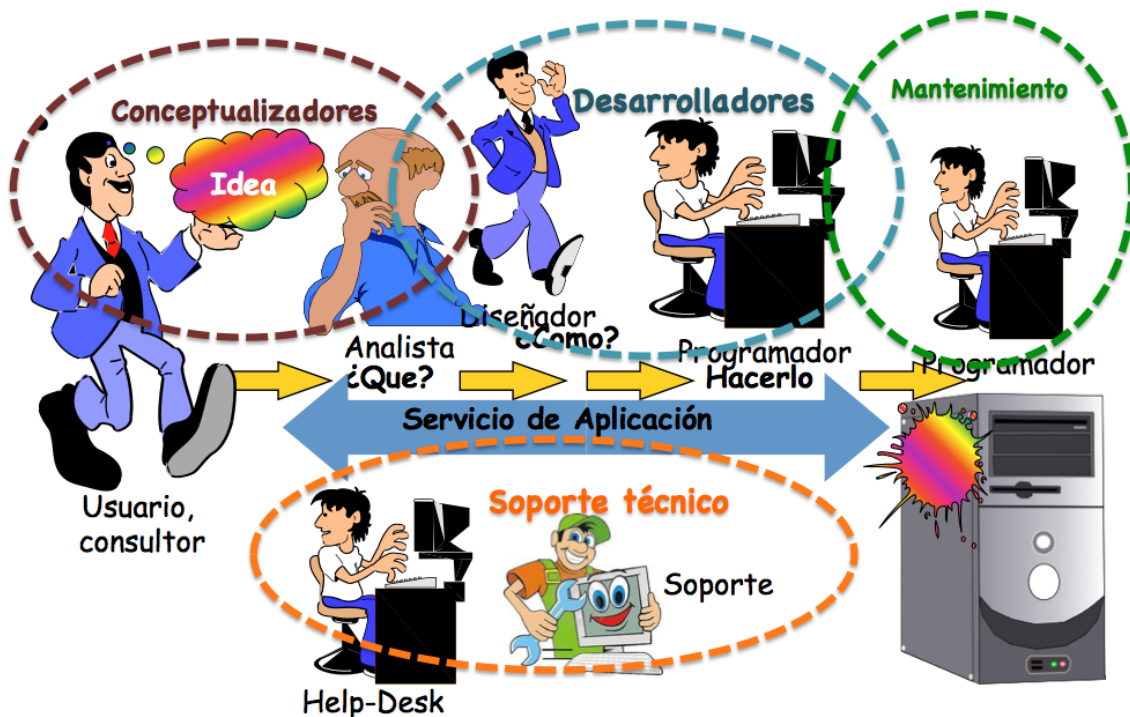 Conceptualizadores
Desarrolladores
Mantenimiento
Idea
Diseñador
¿Como?
Analista
¿Que?
Programador
Hacerlo
Programador
Servicio de Aplicación
Usuario,
consultor
Soporte técnico
Soporte
Help-Desk